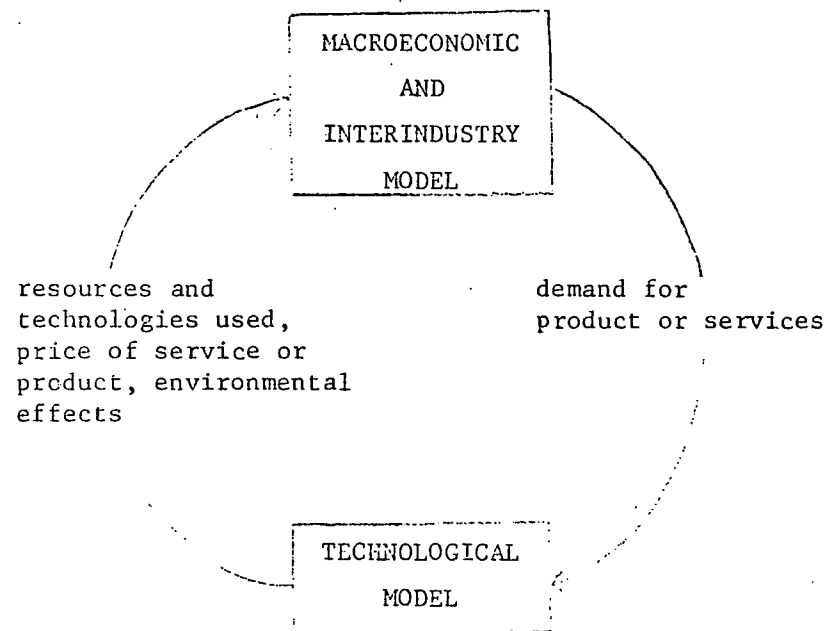 MACROECONOMIC
AND
INTERINDUSTRY
MODEL
resources and
technologies used,
price of service or
product, environmental
effects
demand for
product or services
TECHNOLOGICAL
MODEL